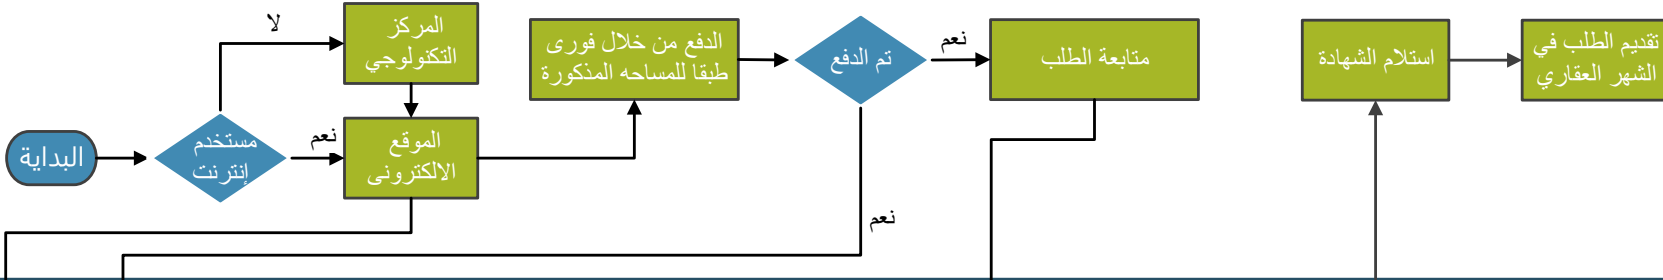 البداية
مستخدم
إنترنت
لا
نعم
المركز
التكنولوجي
الموقع
الالكترونى
الدفع من خلال فورى
طبقا للمساحه المذكورة
تم الدفع
نعم
نعم
متابعة الطلب
استلام الشهادة
تقديم الطلب في
الشهر العقاري